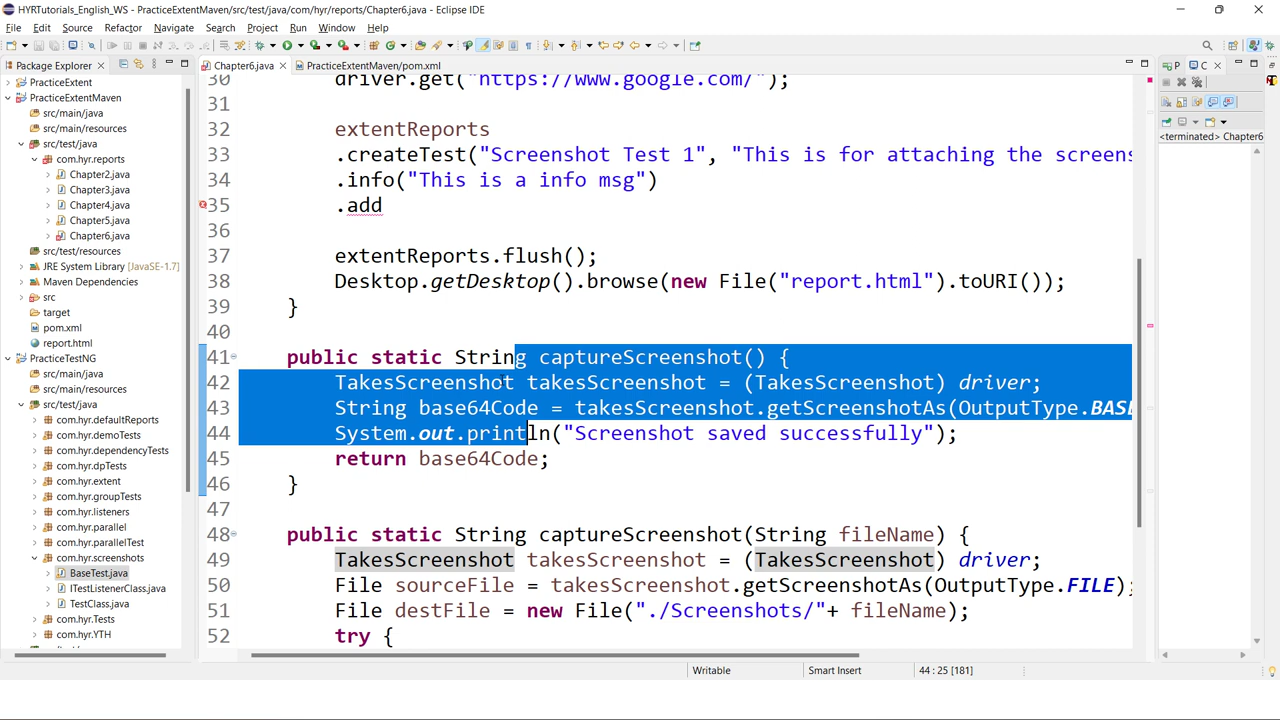 HYRTutorials_English_WS - PracticeExtentMaven/src/test/java/com/hyr/reports/Chapter6.java - Eclipse IDE
File Edit Source Refactor Navigate Search Project Run Window Help
Package Explorer
Chapter6.java
PracticeExtentMaven/pom.xml
P
C
<terminated> Chapter6
PracticeExtent
PracticeExtentMaven
src/main/java
src/main/resources
src/test/java
com.hyr.reports
Chapter2.java
Chapter3.java
Chapter4.java
Chapter5.java
Chapter6.java
src/test/resources
JRE System Library [JavaSE-1.7]
Maven Dependencies
src
target
pom.xml
report.html
PracticeTestNG
src/main/java
src/main/resources
src/test/java
com.hyr.defaultReports
com.hyr.demoTests
com.hyr.dependencyTests
com.hyr.dpTests
com.hyr.extent
com.hyr.groupTests
com.hyr.listeners
com.hyr.parallel
com.hyr.parallelTest
com.hyr.screenshots
BaseTest.java
ITestListenerClass.java
TestClass.java
com.hyr.Tests
com.hyr.YTH
30 driver.get("https://www.google.com/");
31
32 extentReports
33 .createTest("Screenshot Test 1", "This is for attaching the screens
34 .info("This is a info msg")
35 .add
36
37 extentReports.flush();
38 Desktop.getDesktop().browse(new File("report.html").toURI());
39 }
40
41 public static String captureScreenshot() {
42 TakesScreenshot takesScreenshot = (TakesScreenshot) driver;
43 String base64Code = takesScreenshot.getScreenshotAs(OutputType.BASE
44 System.out.println("Screenshot saved successfully");
45 return base64Code;
46 }
47
48 public static String captureScreenshot(String fileName) {
49 TakesScreenshot takesScreenshot = (TakesScreenshot) driver;
50 File sourceFile = takesScreenshot.getScreenshotAs(OutputType.FILE);
51 File destFile = new File("./Screenshots/"+ fileName);
52 try {
Writable
Smart Insert
44 : 25 [181]